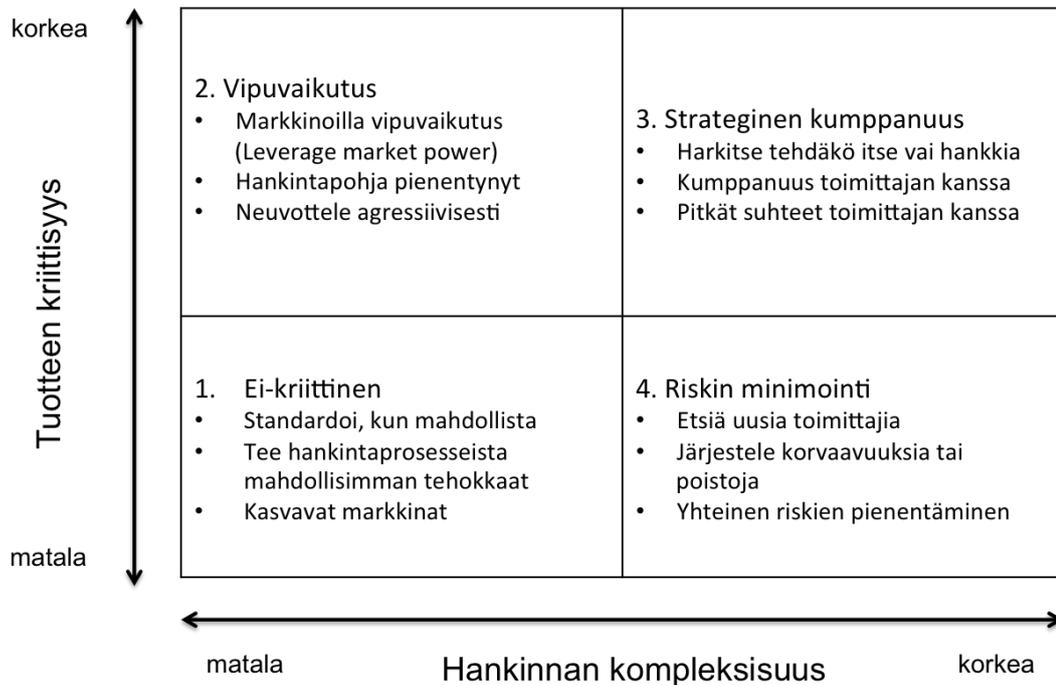 korkea
2. Vipuvaikutus
• Markkinoilla vipuvaikutus
(Leverage market power)
• Hankintapohja pienentynyt
• Neuvottele agressiivisesti
3. Strateginen kumppanuus
• Harkitse tehdäkö itse vai hankkia
• Kumppanuus toimittajan kanssa
• Pitkät suhteet toimittajan kanssa
Tuotteen kriittisyys
1. Ei-kriittinen
• Standardoi, kun mahdollista
• Tee hankintaprosesseista
mahdollisimman tehokkaat
• Kasvavat markkinat
4. Riskin minimointi
• Etsiä uusia toimittajia
• Järjestele korvaavuuksia tai
poistoja
• Yhteinen riskien pienentäminen
matala
matala
Hankinnan kompleksisuus
korkea